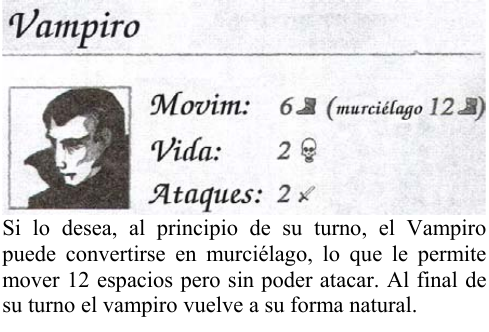 Vampiro
Movim: 6 (murciélago 12)
Vida: 2
Ataques: 2
Si lo desea, al principio de su turno, el Vampiro
puede convertirse en murciélago, lo que le permite
mover 12 espacios pero sin poder atacar. Al final de
su turno el vampiro vuelve a su forma natural.